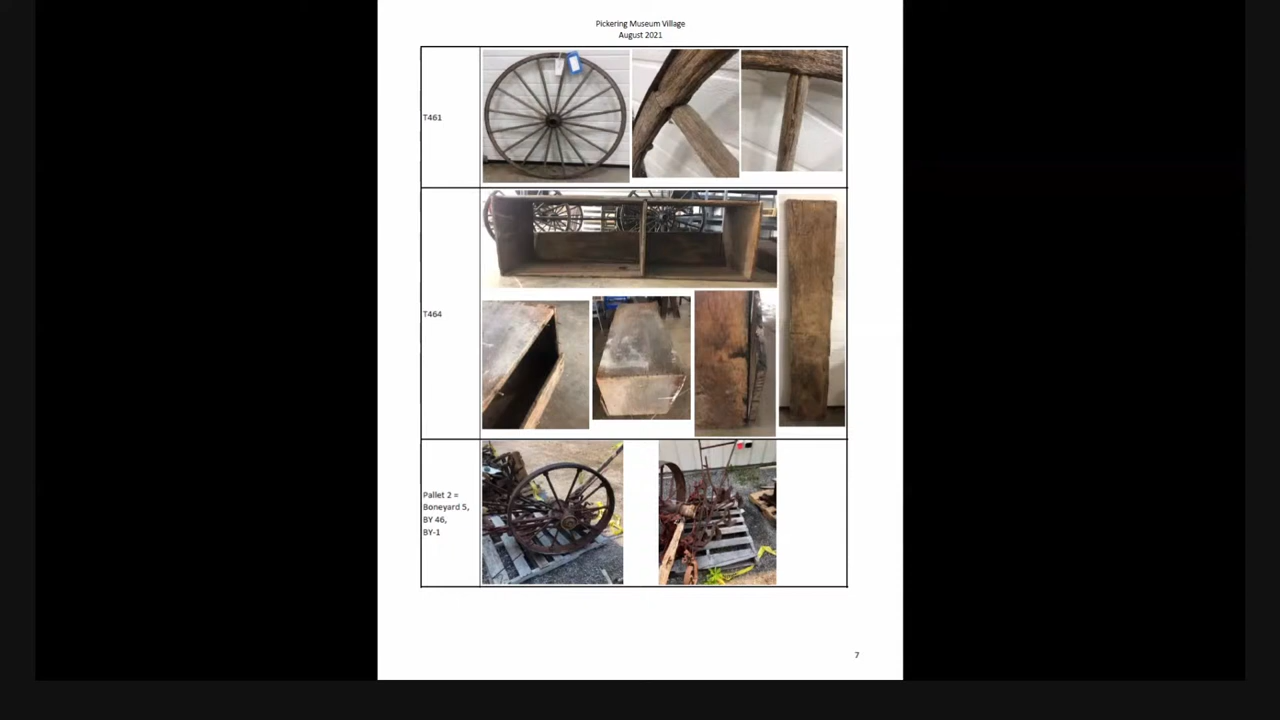 Pickering Museum Village
August 2021
T461
T464
Pallet 2 =
Boneyard 5,
BY 46,
BY-1
7